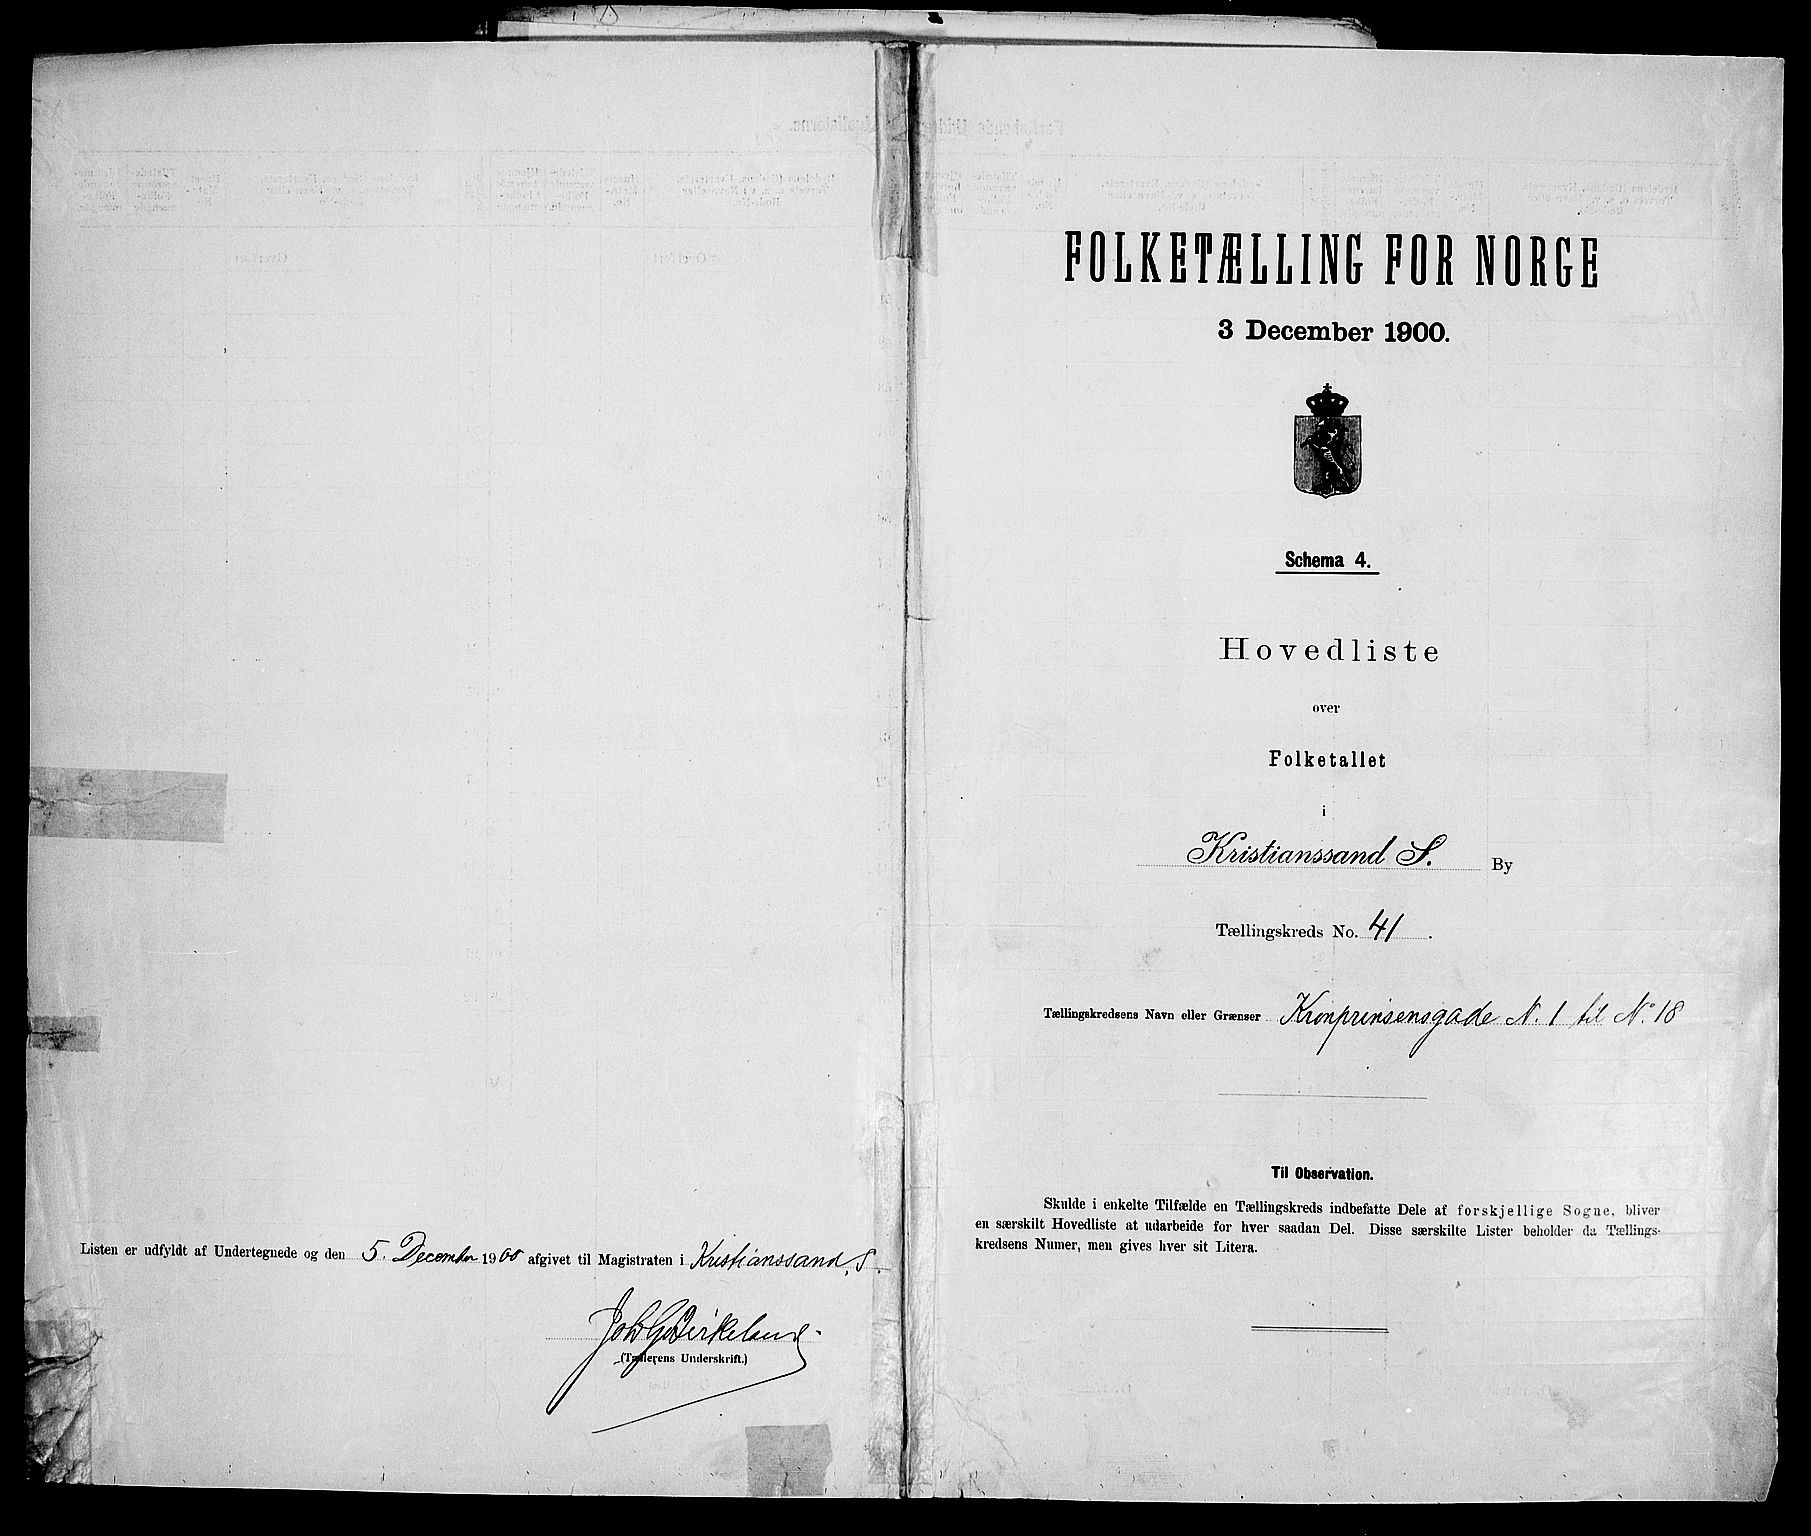 Listen er udfyldt af Undertegnede og den 5. December 1900 afgivet til Magistraten i Kristianssand, S.
Birkeland.
(Tællerens Underskrift.)
FOLKETÆLLING FOR NORGE
3 December 1900.
Schema 4.
Hovedliste
over
Folketallet
i
Kristianssand S. By
Tællingskreds No. 41.
Tællingskredsens Navn eller Grænser Kronprinsensgade N. 1 til No. 18
Til Observation.
Skulde i enkelte Tilfælde en Tællingskreds indbefatte Dele af forskjellige Sogne, bliver
en særskilt Hovedliste at udarbeide for hver saadan Del. Disse særskilte Lister beholder da Tællings-
kredsens Numer, men gives hver sit Litera.